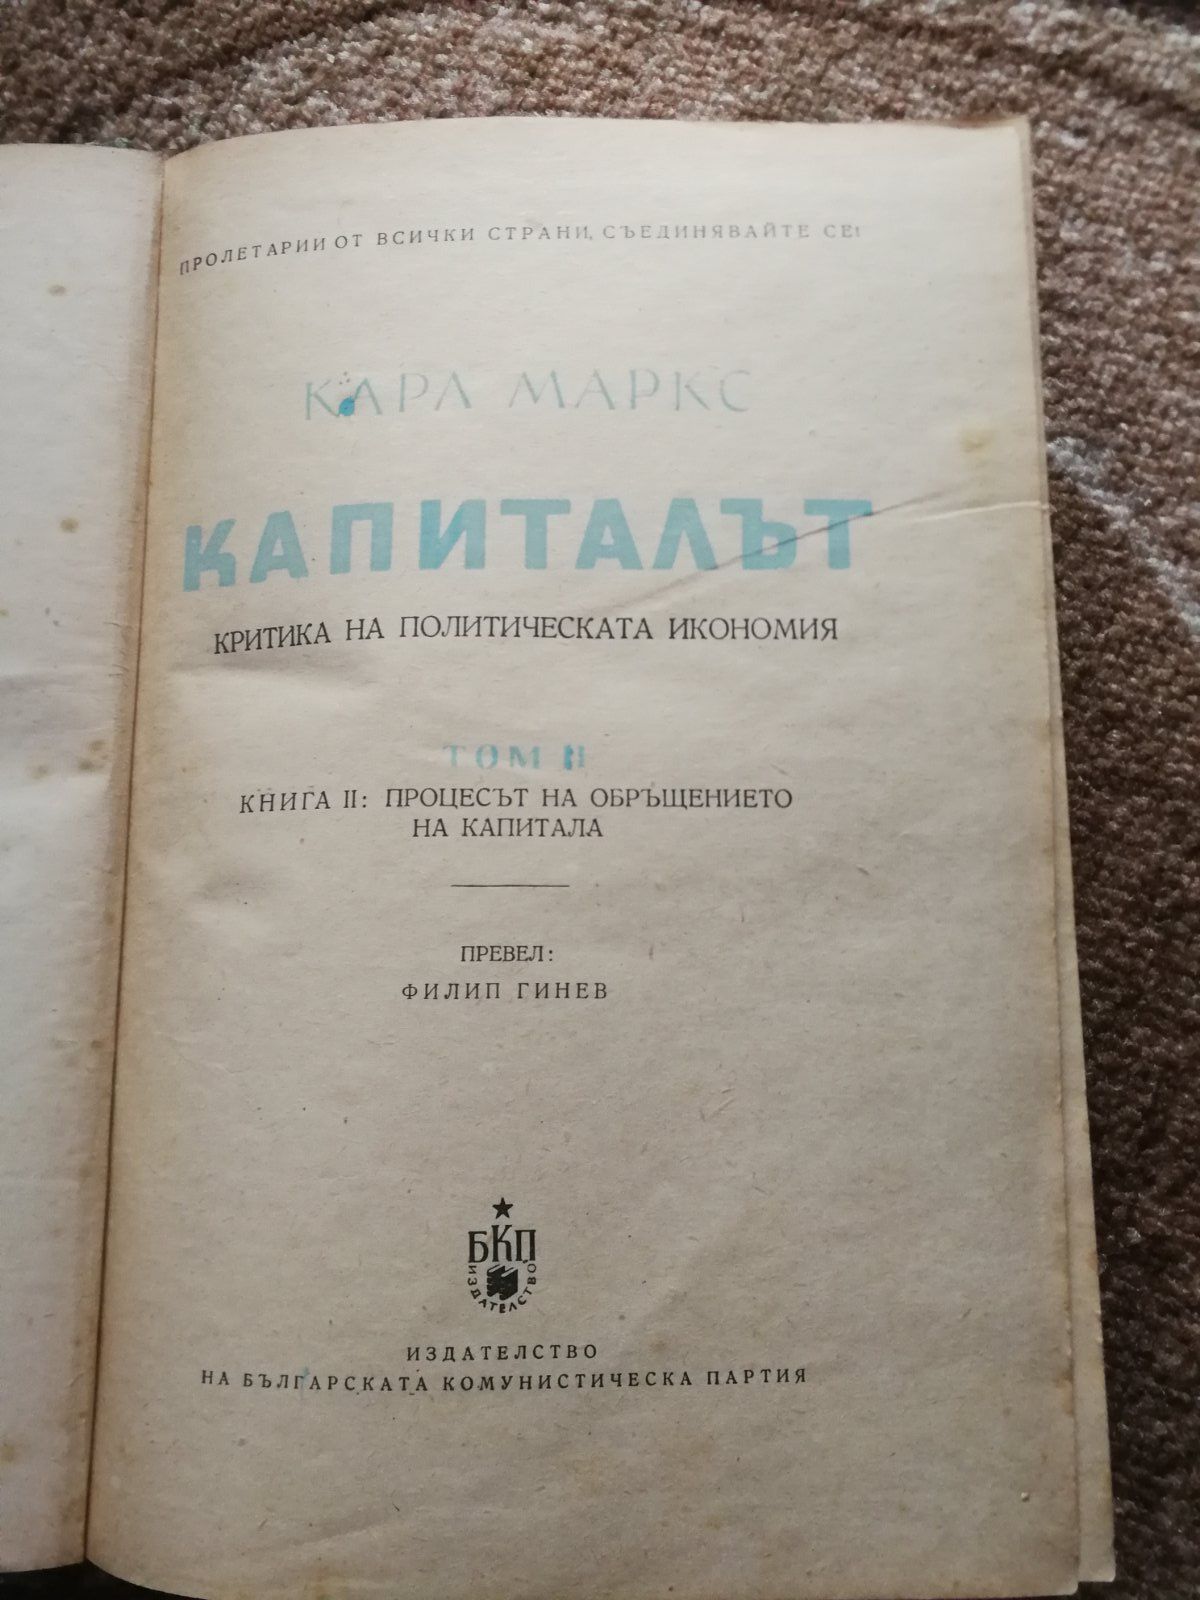 ПРОЛЕТАРИИ ОТ ВСИЧКИ СТРАНИ, СЪЕДИНЯВАЙТЕ СЕ!
КАРЛ МАРКС
КАПИТАЛЪТ
КРИТИКА НА ПОЛИТИЧЕСКАТА ИКОНОМИЯ
ТОМ II
КНИГА II: ПРОЦЕСЪТ НА ОБРЪЩЕНИЕТО
НА КАПИТАЛА
ПРЕВЕЛ:
ФИЛИП ГИНЕВ
БКП
ИЗДАТЕЛСТВО
ИЗДАТЕЛСТВО
НА БЪЛГАРСКАТА КОМУНИСТИЧЕСКА ПАРТИЯ